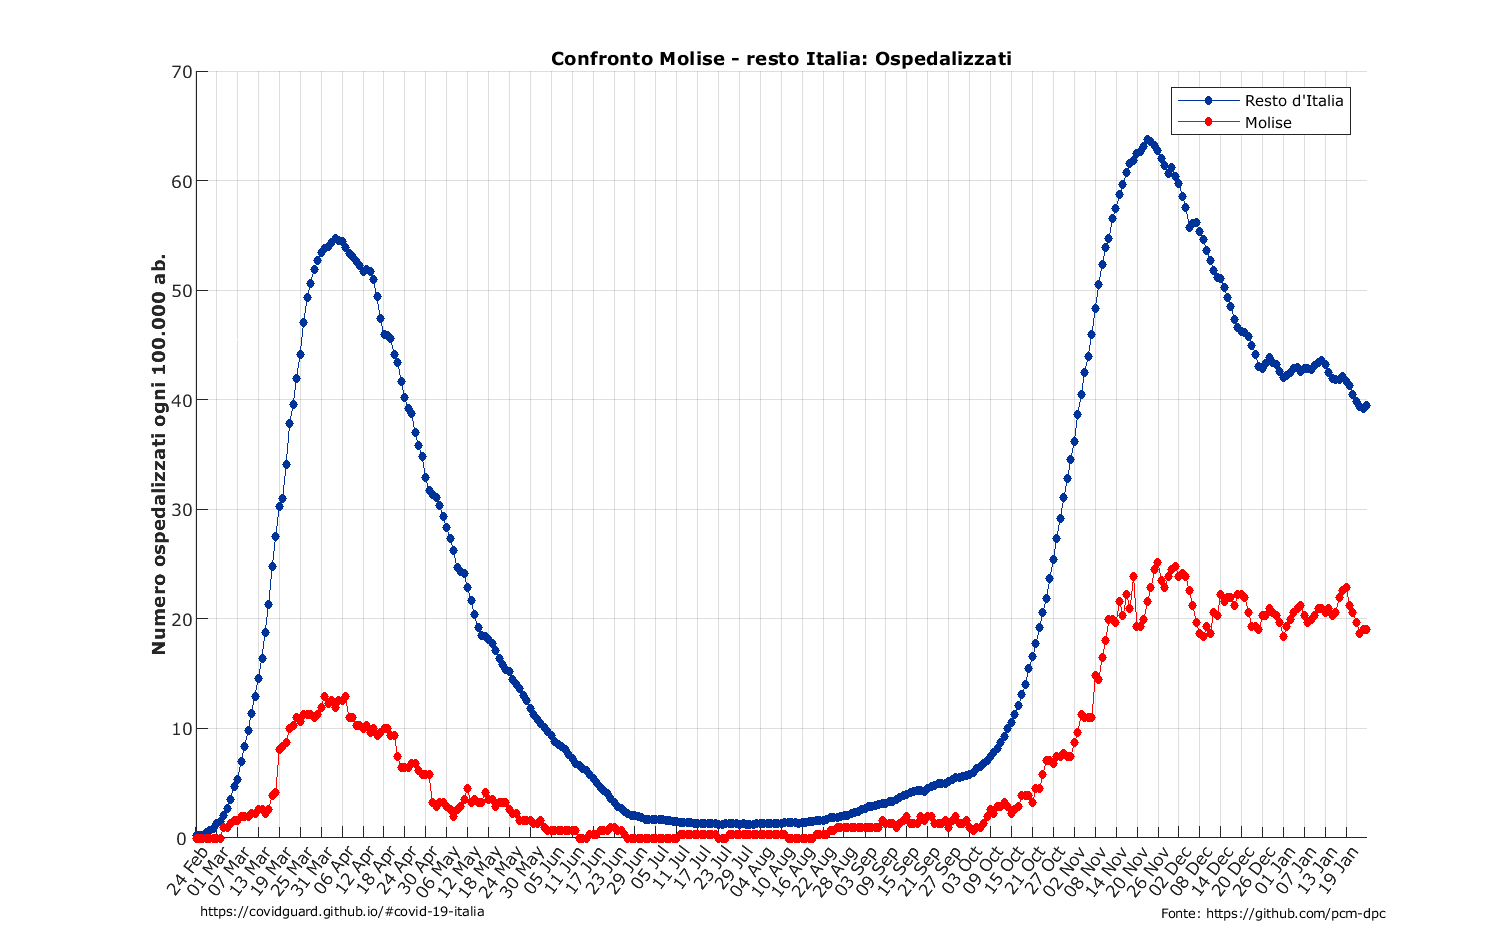 Confronto Molise - resto Italia: Ospedalizzati
Resto d'Italia
Molise
Numero ospedalizzati ogni 100.000 ab.
70
60
50
40
30
20
10
0
24 Feb
01 Mar
07 Mar
13 Mar
19 Mar
25 Mar
31 Mar
06 Apr
12 Apr
18 Apr
24 Apr
30 Apr
06 May
12 May
18 May
24 May
30 May
05 Jun
11 Jun
17 Jun
23 Jun
29 Jun
05 Jul
11 Jul
17 Jul
23 Jul
29 Jul
04 Aug
10 Aug
16 Aug
22 Aug
28 Aug
03 Sep
09 Sep
15 Sep
21 Sep
27 Sep
03 Oct
09 Oct
15 Oct
21 Oct
27 Oct
02 Nov
08 Nov
14 Nov
20 Nov
26 Nov
02 Dec
08 Dec
14 Dec
20 Dec
26 Dec
01 Jan
07 Jan
13 Jan
19 Jan
https://covidguard.github.io/#covid-19-italia
Fonte: https://github.com/pcm-dpc